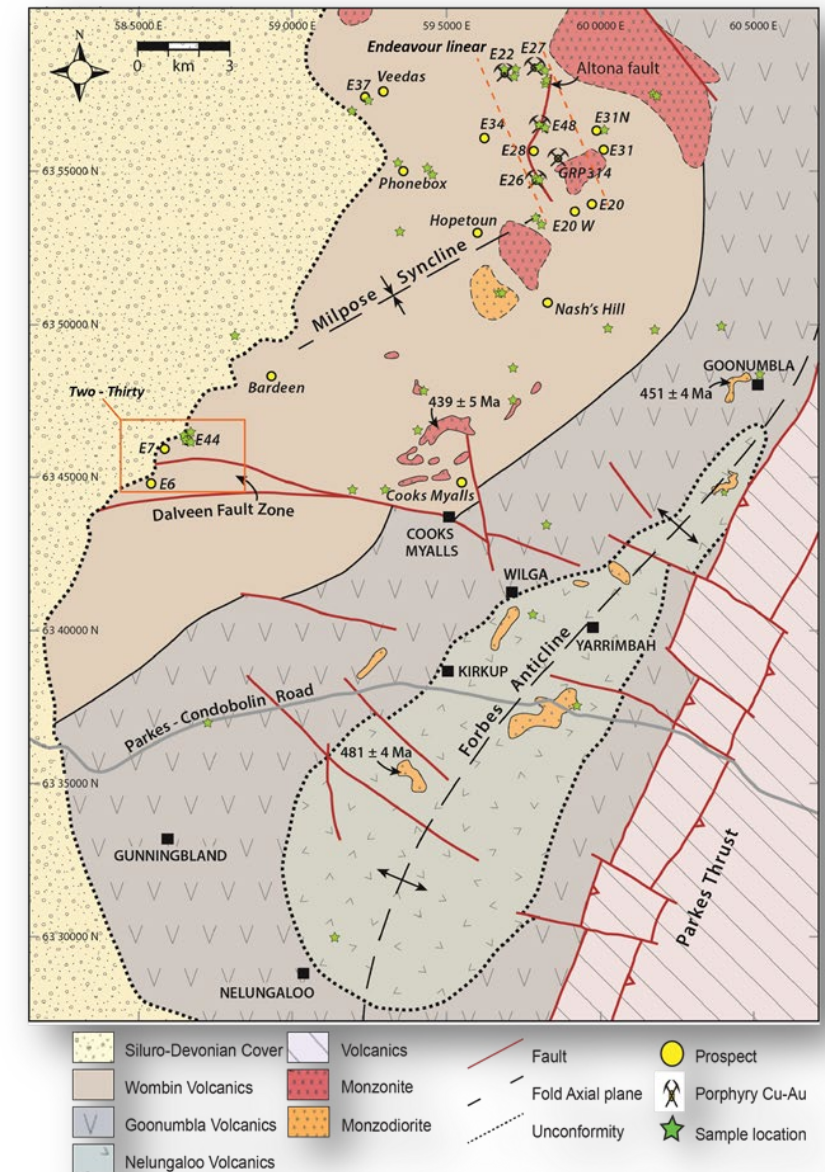 58 5000 E
59 0000 E
59 5000 E
60 0000 E
60 5000 E
N
0 3
km
Endeavour linear
E22
E27
Altona fault
E37
Veedas
E34
E48
E31N
E28
E31
GRP314
Phonebox
E26
E20
Hopetoun
E20 W
63 55000 N
Milpose Syncline
63 50000 N
Nash's Hill
GOONUMBLA
451 ± 4 Ma
Two - Thirty
Bardeen
439 ± 5 Ma
E7
E44
63 45000 N
E6
Cooks Myalls
Dalveen Fault Zone
COOKS
MYALLS
WILGA
63 40000 N
YARRIMBAH
KIRKUP
Forbes Anticline
Parkes - Condobolin Road
481 ± 4 Ma
63 35000 N
GUNNINGBLAND
Parkes Thrust
63 30000 N
NELUNGALOO
Siluro-Devonian Cover
Wombin Volcanics
Goonumbla Volcanics
Nelungaloo Volcanics
Volcanics
Monzonite
Monzodiorite
Fault
Fold Axial plane
Unconformity
Prospect
Porphyry Cu-Au
Sample location